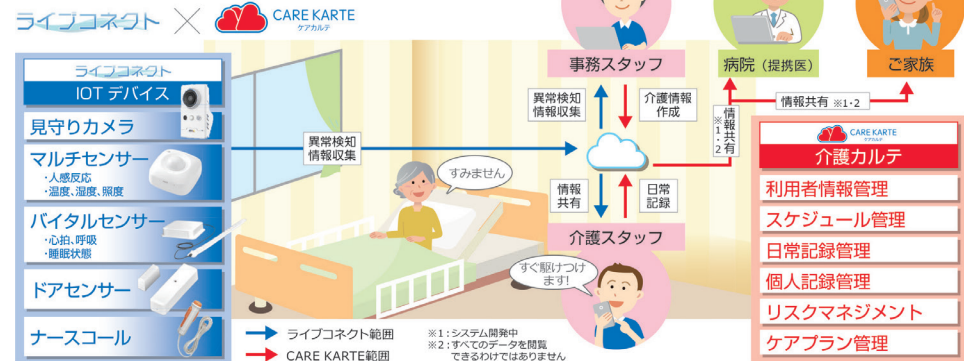 ライブコネクト
CARE KARTE
ケアカルテ
ライブコネクト
IOT デバイス
見守りカメラ
マルチセンサー
・人感反応
・温度、湿度、照度
バイタルセンサー
・心拍、呼吸
・睡眠状態
ドアセンサー
ナースコール
異常検知
情報収集
すみません
事務スタッフ
異常検知
情報収集
介護情報
作成
情報
共有
日常
記録
介護スタッフ
すぐ駆けつけ
ます!
病院（提携医）
ご家族
情報共有 ※1・2
情報共有
※1・2
CARE KARTE
ケアカルテ
介護カルテ
利用者情報管理
スケジュール管理
日常記録管理
個人記録管理
リスクマネジメント
ケアプラン管理
ライブコネクト範囲
CARE KARTE範囲
※1：システム開発中
※2：すべてのデータを閲覧
できるわけではありません